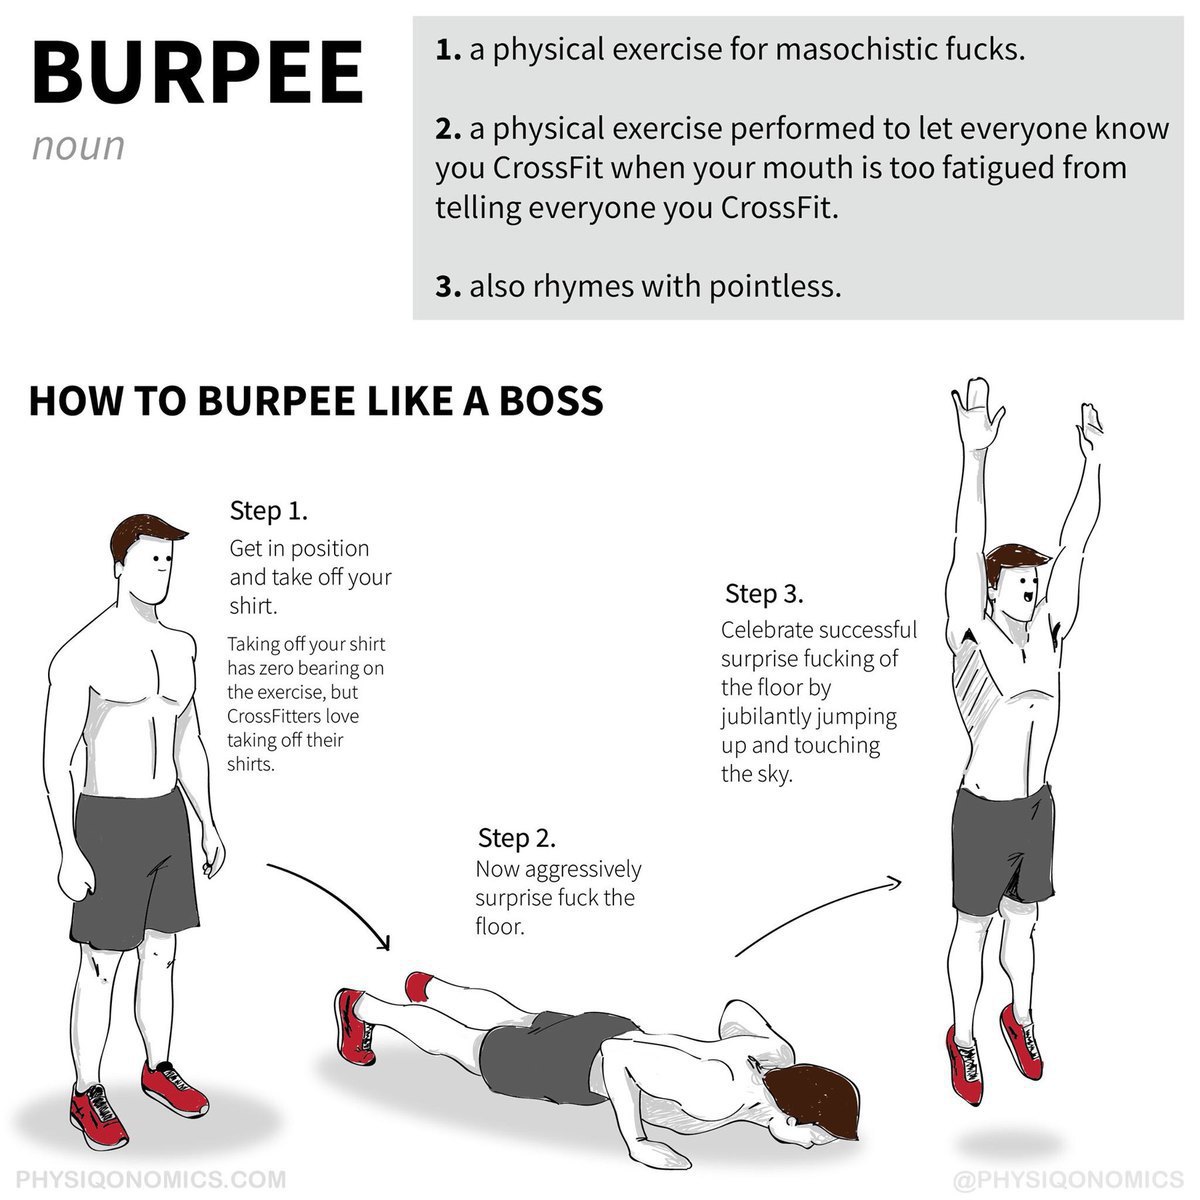 BURPEE
noun
1. a physical exercise for masochistic fucks.
2. a physical exercise performed to let everyone know
you CrossFit when your mouth is too fatigued from
telling everyone you CrossFit.
3. also rhymes with pointless.
HOW TO BURPEE LIKE A BOSS
Step 1.
Get in position
and take off your
shirt.
Taking off your shirt
has zero bearing on
the exercise, but
CrossFitters love
taking off their
shirts.
Step 2.
Now aggressively
surprise fuck the
floor.
Step 3.
Celebrate successful
surprise fucking of
the floor by
jubilantly jumping
up and touching
the sky.
PHYSIQONOMICS.COM
@PHYSIQONOMICS